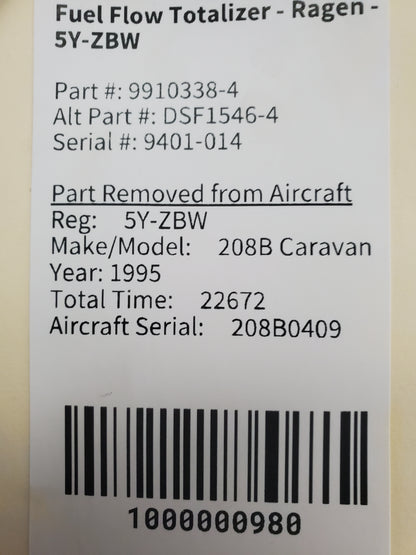 Fuel Flow Totalizer - Ragen -
5Y-ZBW
Part #: 9910338-4
Alt Part #: DSF1546-4
Serial #: 9401-014
Part Removed from Aircraft
Reg: 5Y-ZBW
Make/Model: 208B Caravan
Year: 1995
Total Time: 22672
Aircraft Serial: 208B0409
1000000980